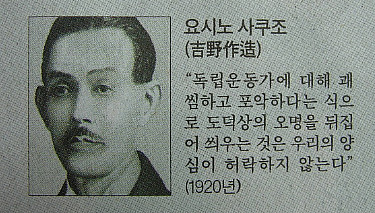 요시노 사쿠조
(吉野作造)
“독립운동가에 대해 괘
씸하고 포악하다는 식으
로 도덕상의 오명을 뒤집
어 씌우는 것은 우리의 양
심이 허락하지 않는다”
(1920년)